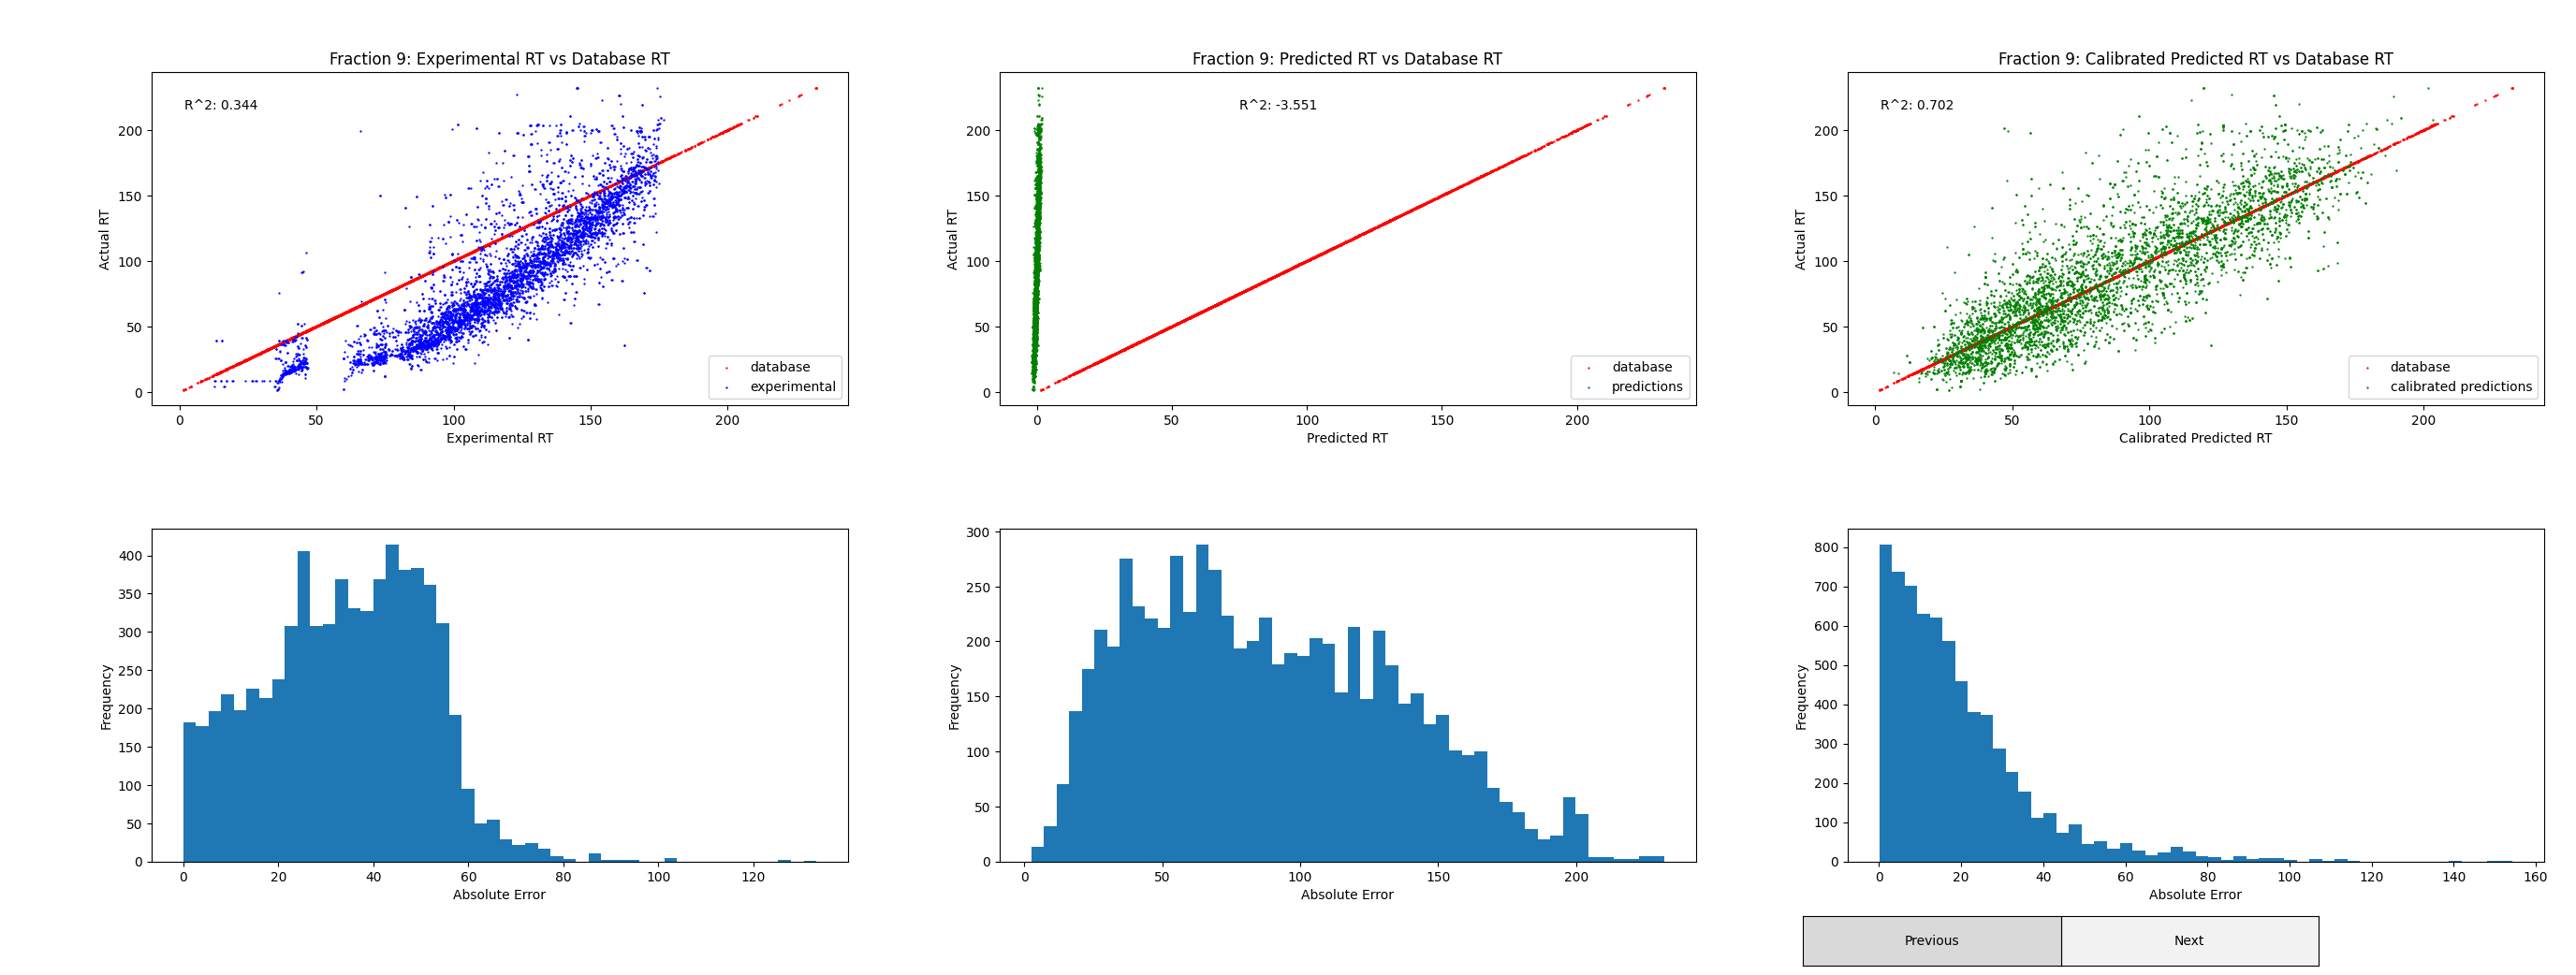 Fraction 9: Experimental RT vs Database RT
R^2: 0.344
200
150
100
50
0
Actual RT
database
experimental
0 50 100 150 200
Experimental RT
Fraction 9: Predicted RT vs Database RT
R^2: -3.551
200
150
100
50
0
Actual RT
database
predictions
0 50 100 150 200
Predicted RT
Fraction 9: Calibrated Predicted RT vs Database RT
R^2: 0.702
200
150
100
50
0
Actual RT
database
calibrated predictions
0 50 100 150 200
Calibrated Predicted RT
400
350
300
250
200
150
100
50
0
Frequency
0 20 40 60 80 100 120
Absolute Error
300
250
200
150
100
50
0
Frequency
0 50 100 150 200
Absolute Error
800
700
600
500
400
300
200
100
0
Frequency
0 20 40 60 80 100 120 140 160
Absolute Error
Previous Next